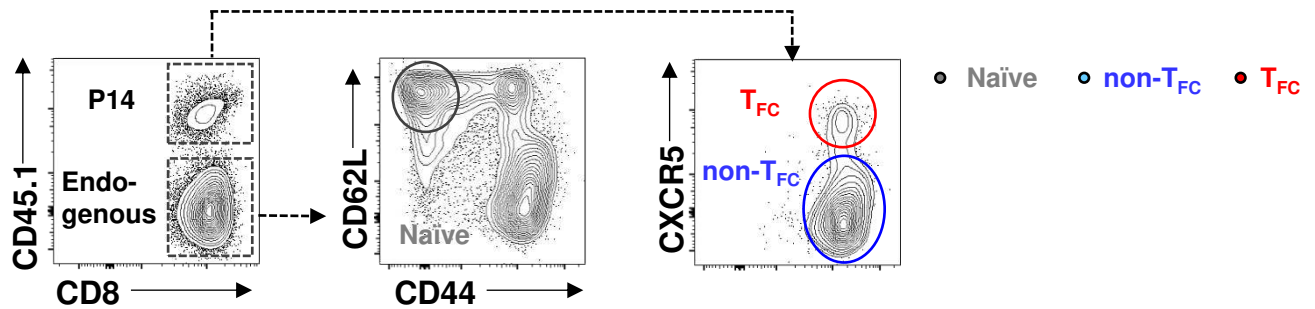 CD45.1
P14
Endo-
genous
CD8
CD62L
Naïve
CD44
CXCR5
TFC
non-TFC
Naïve
non-TFC
TFC